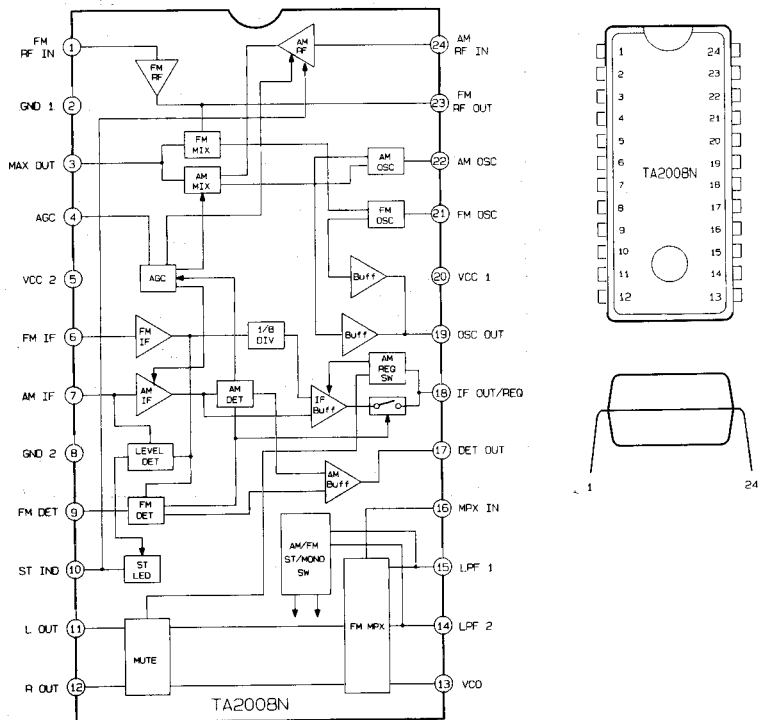 FM
RF IN
1
GND 1
2
MAX OUT
3
AGC
4
VCC 2
5
FM IF
6
AM IF
7
GND 2
8
FM DET
9
ST IND
10
L OUT
11
R OUT
12
FM
RF
AM
RF
FM
MIX
AM
MIX
AM
OSC
FM
OSC
AGC
Buff
Buff
FM
IF
1/8
DIV
AM
IF
AM
DET
IF
Buff
AM
REQ
SW
LEVEL
DET
FM
DET
AM
Buff
ST
LED
AM/FM
ST/MONO
SW
FM MPX
MUTE
TA2008N
24
AM
RF IN
23
FM
RF OUT
22
AM OSC
21
FM OSC
20
VCC 1
19
OSC OUT
18
IF OUT/REQ
17
DET OUT
16
MPX IN
15
LPF 1
14
LPF 2
13
VCO
1 24
2 23
3 22
4 21
5 20
6 19
TA2008N
7 18
8 17
9 16
10 15
11 14
12 13
1
24